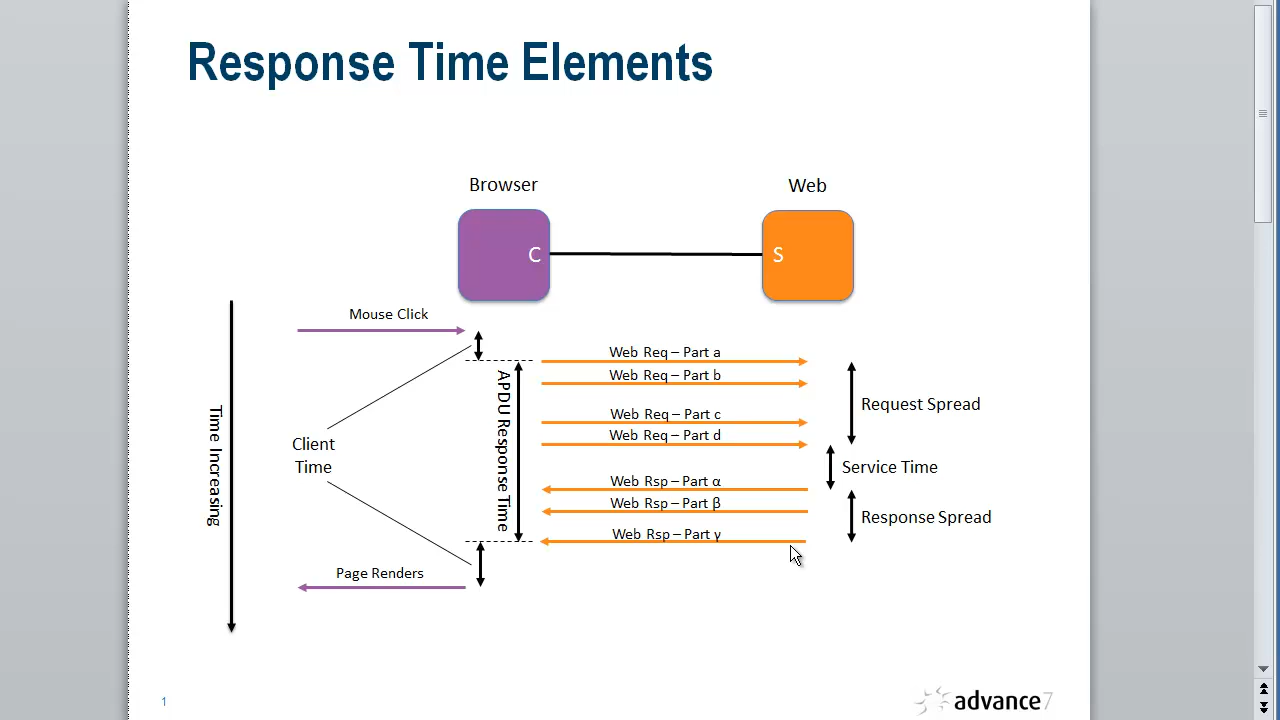 Response Time Elements
Browser
Web
C
S
Mouse Click
Web Req – Part a
Web Req – Part b
Request Spread
Web Req – Part c
Web Req – Part d
Time Increasing
Client
Time
APDU Response Time
Service Time
Web Rsp – Part α
Web Rsp – Part β
Response Spread
Web Rsp – Part γ
Page Renders
1
advance7